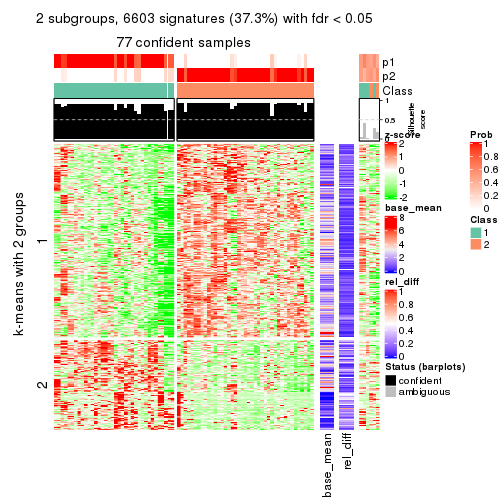 2 subgroups, 6603 signatures (37.3%) with fdr < 0.05
77 confident samples
p1
p2
Class
1
0.5
0
Silhouette
score
k-means with 2 groups
1
2
base_mean
rel_diff
z-score
2
1
0
-1
-2
base_mean
8
6
4
2
0
rel_diff
1
0.8
0.6
0.4
0.2
0
Status (barplots)
confident
ambiguous
Prob
1
0.8
0.6
0.4
0.2
0
Class
1
2